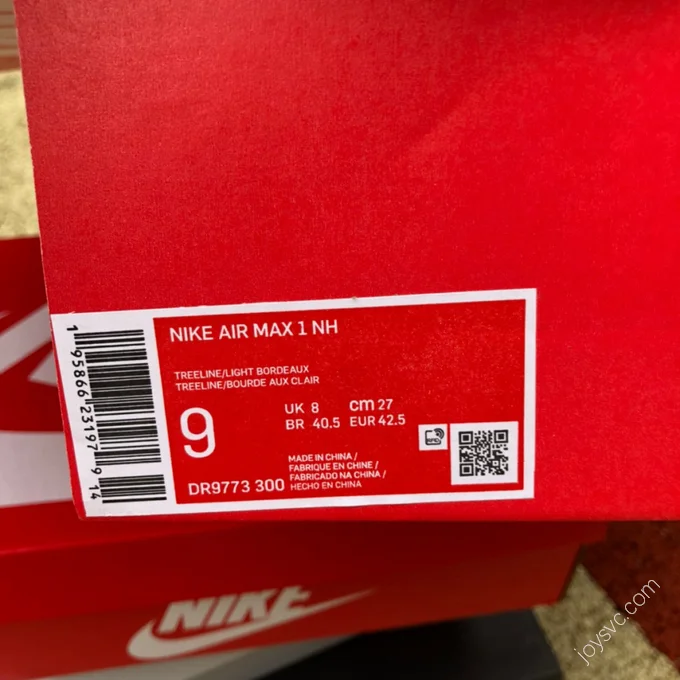 NIKE AIR MAX 1 NH
TREELINE/LIGHT BORDEAUX
TREELINE/BOURDE AUX CLAIR
9
UK 8 cm 27
BR 40.5 EUR 42.5
MADE IN CHINA /
FABRIQUE EN CHINE /
FABRICADO NA CHINA /
HECHO EN CHINA
DR9773 300
1 95866 23197 9 14
NIKE
joysvc.com